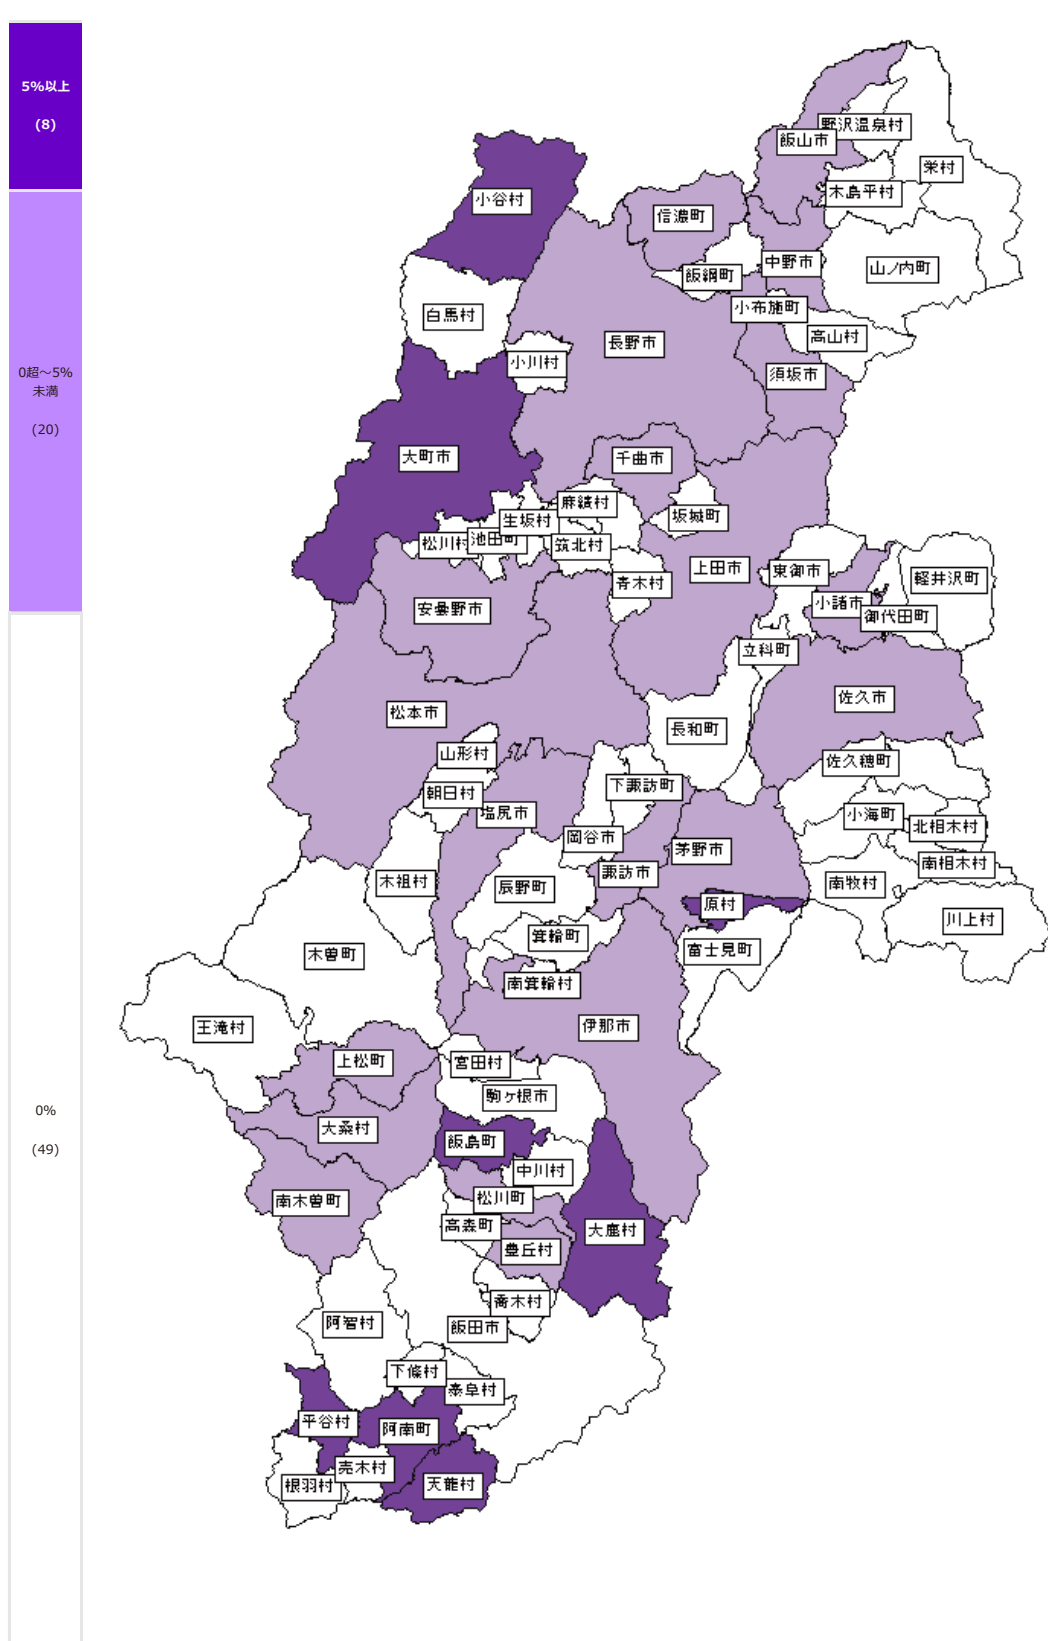 5%以上
(8)
0超～5%
未満
(20)
0%
(49)
野沢温泉村
飯山市
栄村
木島平村
小谷村
信濃町
中野市
山ノ内町
飯綱町
小布施町
白馬村
高山村
長野市
小川村
須坂市
大町市
千曲市
麻績村
坂城町
生坂村
松川村
池田町
筑北村
上田市
東御市
軽井沢町
青木村
小諸市
安曇野市
御代田町
立科町
佐久市
松本市
長和町
山形村
佐久穂町
下諏訪町
朝日村
塩尻市
小海町
北相木村
岡谷市
茅野市
南相木村
諏訪市
木祖村
辰野町
南牧村
原村
川上村
箕輪町
富士見町
木曽町
南箕輪村
王滝村
伊那市
上松町
宮田村
駒ヶ根市
大桑村
飯島町
中川村
南木曽町
松川町
高森町
大鹿村
豊丘村
喬木村
阿智村
飯田市
下條村
泰阜村
平谷村
阿南町
売木村
根羽村
天龍村